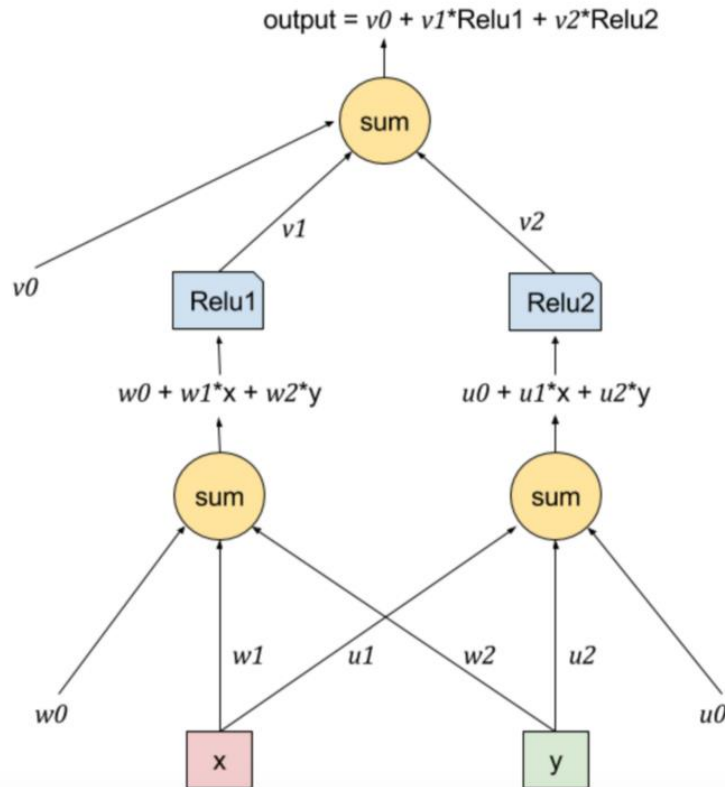 output = v0 + v1*Relu1 + v2*Relu2
sum
v1
v2
v0
Relu1
Relu2
w0 + w1*x + w2*y
u0 + u1*x + u2*y
sum
sum
w1
u1
w2
u2
w0
u0
x
y